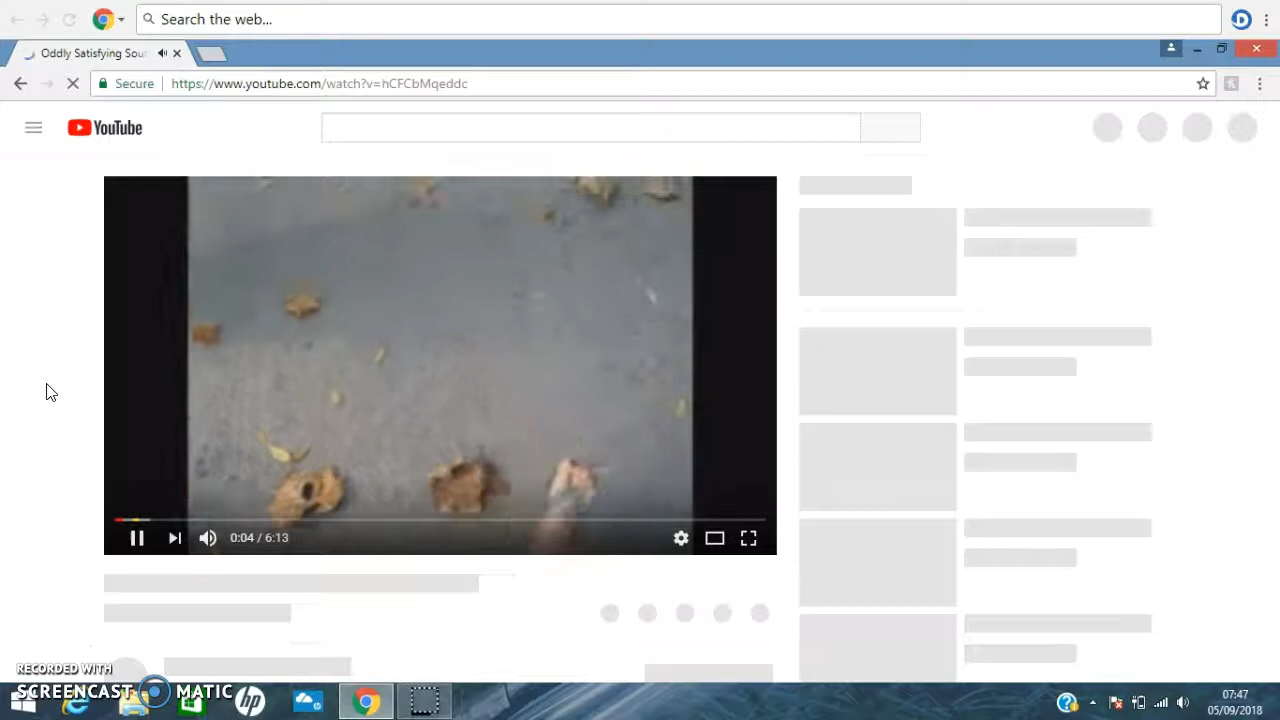 Search the web...
Oddly Satisfying Sou
Secure
https://www.youtube.com/watch?v=hCFCbMqeddc
YouTube
0:04 / 6:13
RECORDED WITH
SCREENCAST MATIC
07:47
05/09/2018